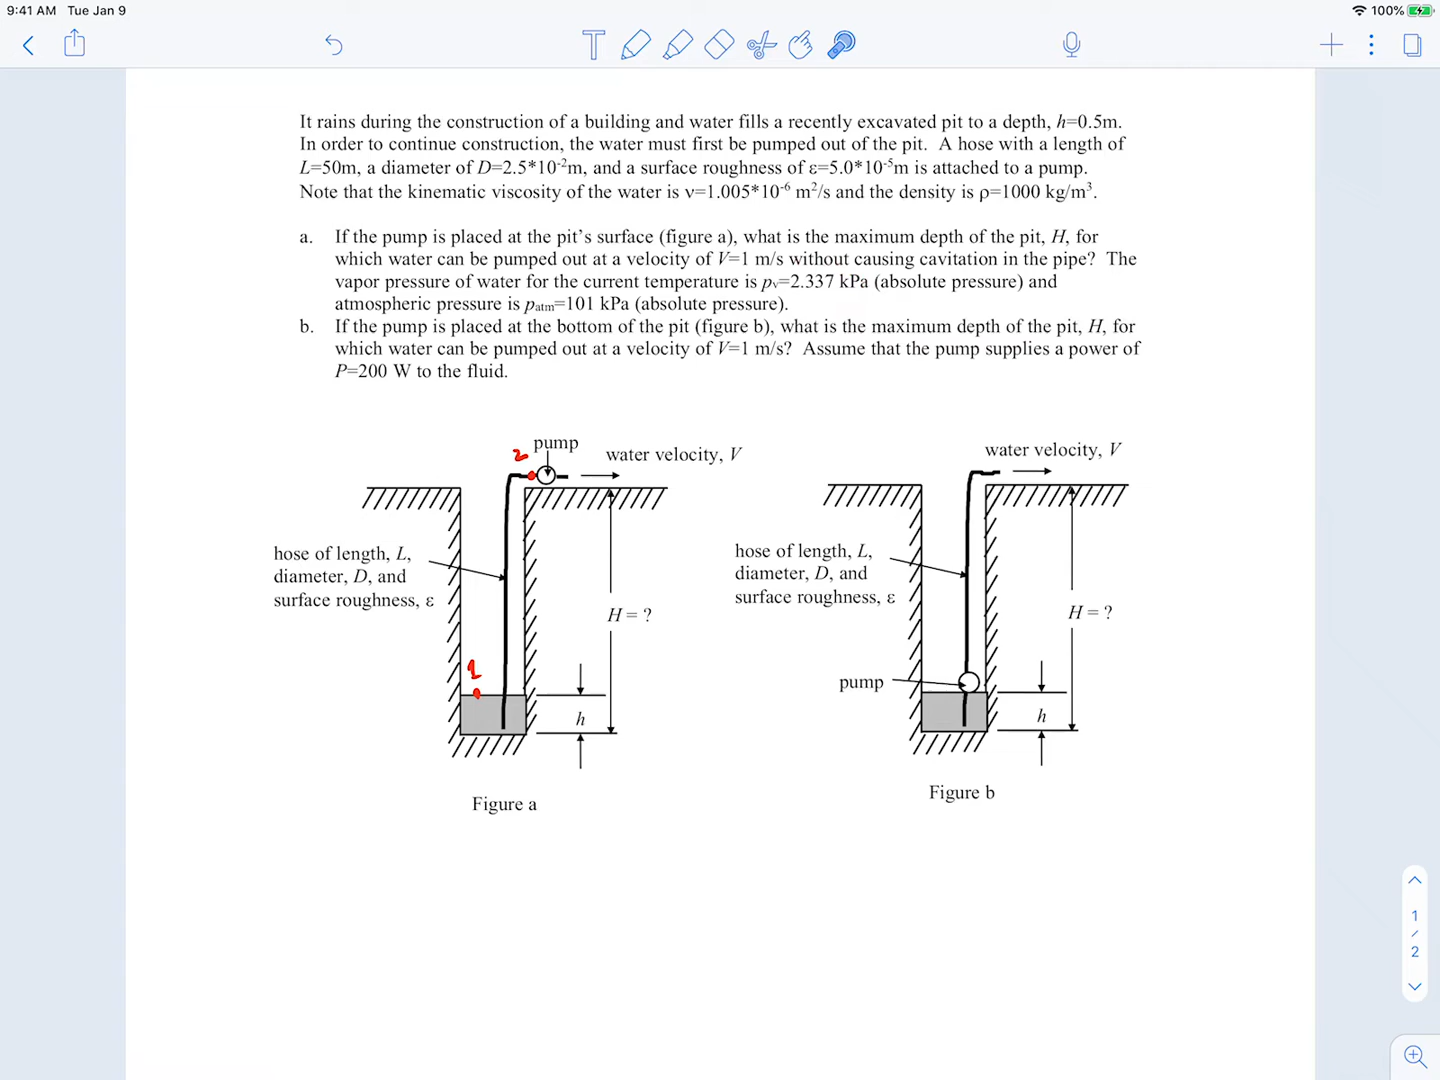 9:41 AM Tue Jan 9
100%
It rains during the construction of a building and water fills a recently excavated pit to a depth, h=0.5m.
In order to continue construction, the water must first be pumped out of the pit. A hose with a length of
L=50m, a diameter of D=2.5*10⁻²m, and a surface roughness of ε=5.0*10⁻⁵m is attached to a pump.
Note that the kinematic viscosity of the water is ν=1.005*10⁻⁶ m²/s and the density is ρ=1000 kg/m³.
a. If the pump is placed at the pit's surface (figure a), what is the maximum depth of the pit, H, for
which water can be pumped out at a velocity of V=1 m/s without causing cavitation in the pipe? The
vapor pressure of water for the current temperature is pᵥ=2.337 kPa (absolute pressure) and
atmospheric pressure is patm=101 kPa (absolute pressure).
b. If the pump is placed at the bottom of the pit (figure b), what is the maximum depth of the pit, H, for
which water can be pumped out at a velocity of V=1 m/s? Assume that the pump supplies a power of
P=200 W to the fluid.
2
pump
water velocity, V
hose of length, L,
diameter, D, and
surface roughness, ε
H = ?
1
h
Figure a
water velocity, V
hose of length, L,
diameter, D, and
surface roughness, ε
H = ?
pump
h
Figure b
1
/
2